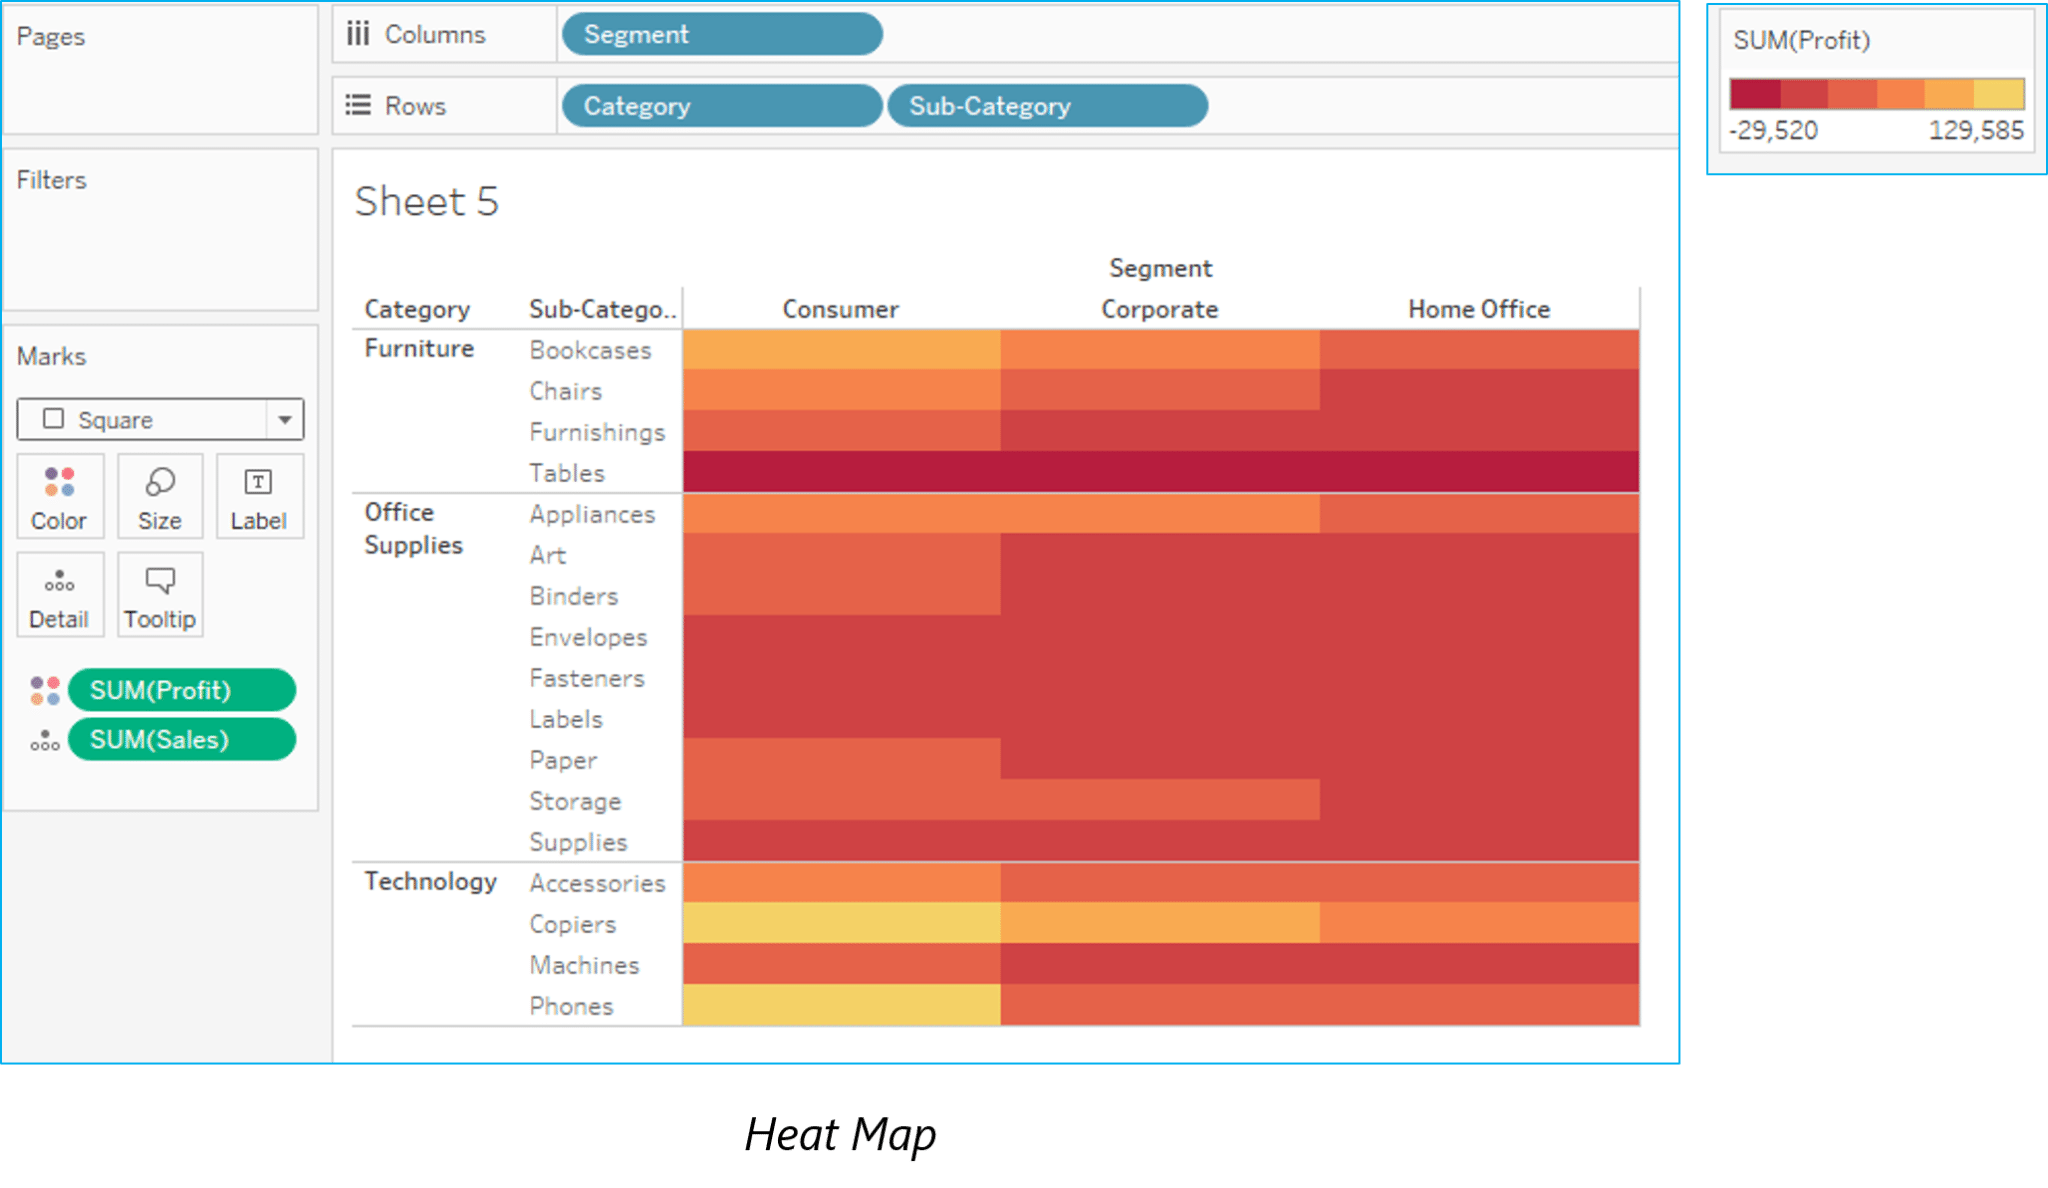 Pages
Columns
Segment
Rows
Category
Sub-Category
SUM(Profit)
-29,520
129,585
Filters
Marks
Square
Color
Size
T
Label
Detail
Tooltip
SUM(Profit)
SUM(Sales)
Sheet 5
Segment
Category Sub-Catego.. Consumer Corporate Home Office
Furniture Bookcases
Chairs
Furnishings
Tables
Office Appliances
Supplies
Art
Binders
Envelopes
Fasteners
Labels
Paper
Storage
Supplies
Technology Accessories
Copiers
Machines
Phones
Heat Map